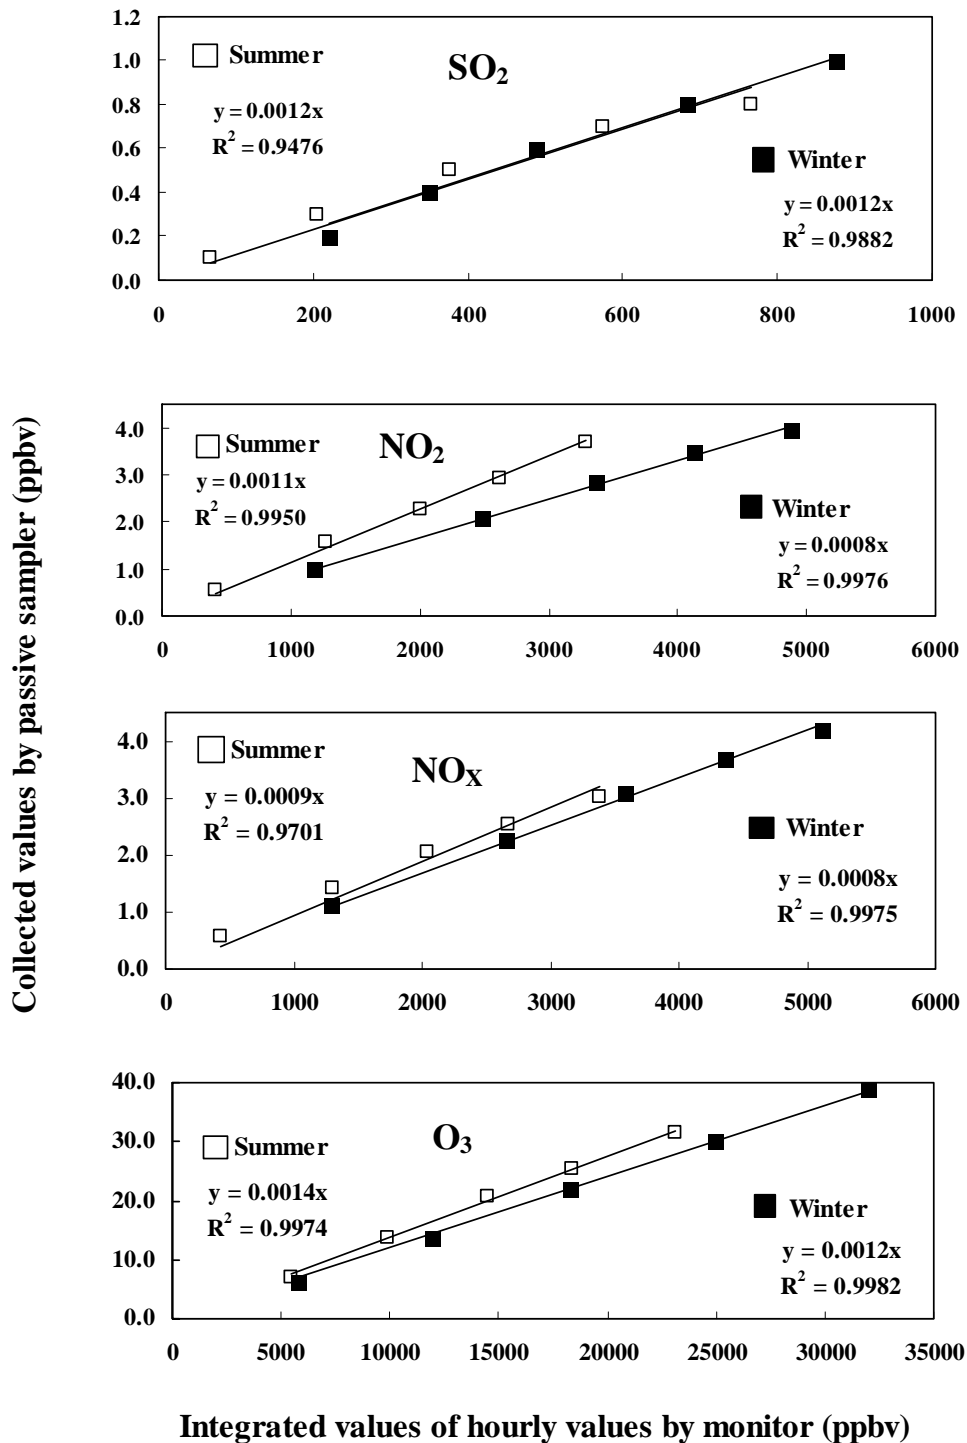 1.2
1.0
0.8
0.6
0.4
0.2
0.0
Summer
SO2
y = 0.0012x
R2 = 0.9476
Winter
y = 0.0012x
R2 = 0.9882
0 200 400 600 800 1000
4.0
3.0
2.0
1.0
0.0
Summer
NO2
y = 0.0011x
R2 = 0.9950
Winter
y = 0.0008x
R2 = 0.9976
0 1000 2000 3000 4000 5000 6000
Collected values by passive sampler (ppbv)
4.0
3.0
2.0
1.0
0.0
Summer
NOX
y = 0.0009x
R2 = 0.9701
Winter
y = 0.0008x
R2 = 0.9975
0 1000 2000 3000 4000 5000 6000
40.0
30.0
20.0
10.0
0.0
Summer
O3
y = 0.0014x
R2 = 0.9974
Winter
y = 0.0012x
R2 = 0.9982
0 5000 10000 15000 20000 25000 30000 35000
Integrated values of hourly values by monitor (ppbv)